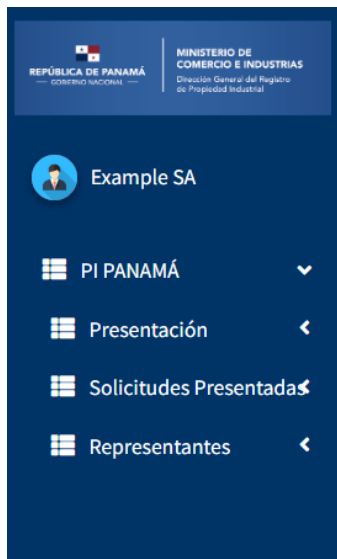 REPÚBLICA DE PANAMÁ
— GOBIERNO NACIONAL —
MINISTERIO DE
COMERCIO E INDUSTRIAS
Dirección General del Registro
de Propiedad Industrial
Example SA
PI PANAMÁ
Presentación
Solicitudes Presentadas
Representantes